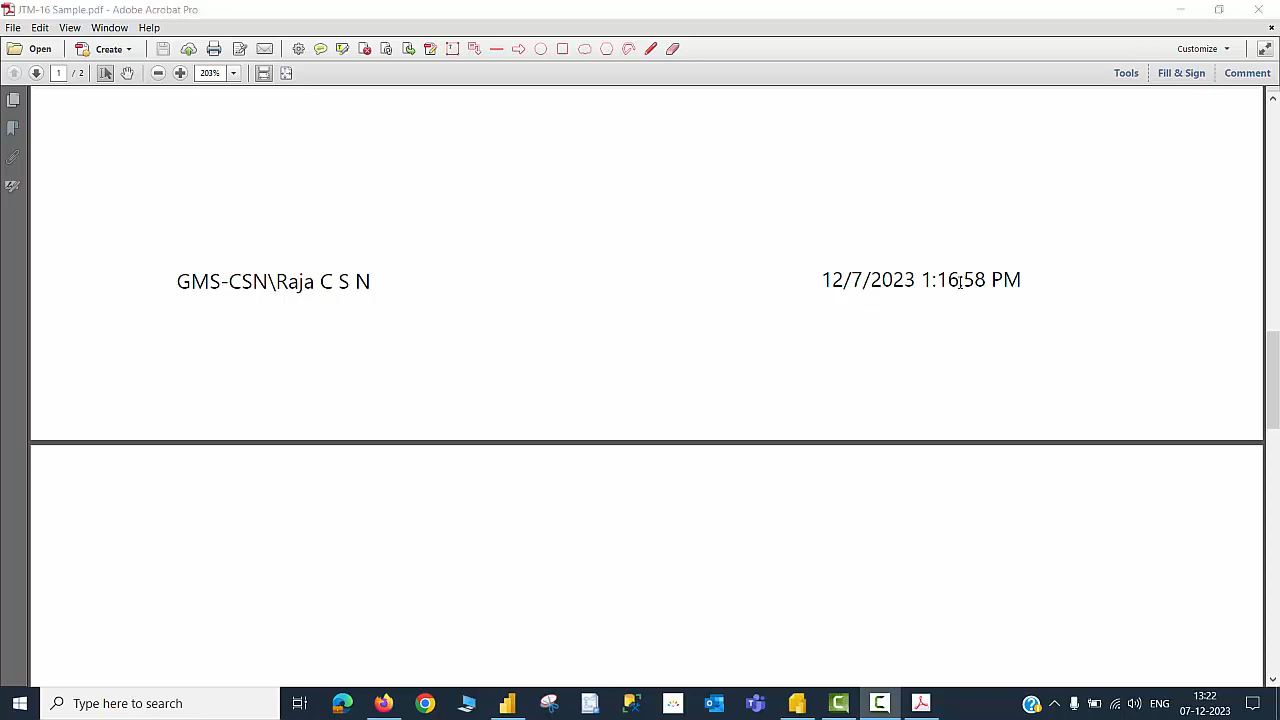 JTM-16 Sample.pdf - Adobe Acrobat Pro
File Edit View Window Help
Open Create Customize
1 / 2 203% Tools Fill & Sign Comment
GMS-CSN\Raja C S N 12/7/2023 1:16:58 PM
Type here to search ENG 13:22
07-12-2023